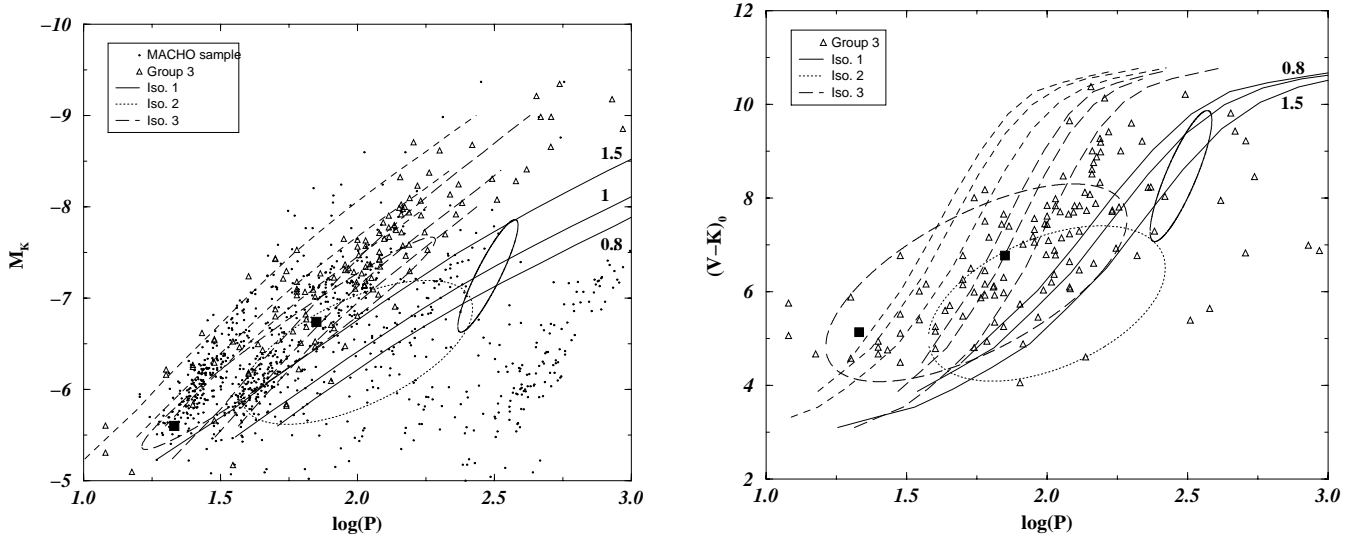 −10
−9
−8
−7
−6
−5
M_K
MACHO sample
Group 3
Iso. 1
Iso. 2
Iso. 3
1.5
1
0.8
1.0
1.5
2.0
2.5
3.0
log(P)
12
10
8
6
4
2
(V−K)_0
Group 3
Iso. 1
Iso. 2
Iso. 3
0.8
1.5
1.0
1.5
2.0
2.5
3.0
log(P)